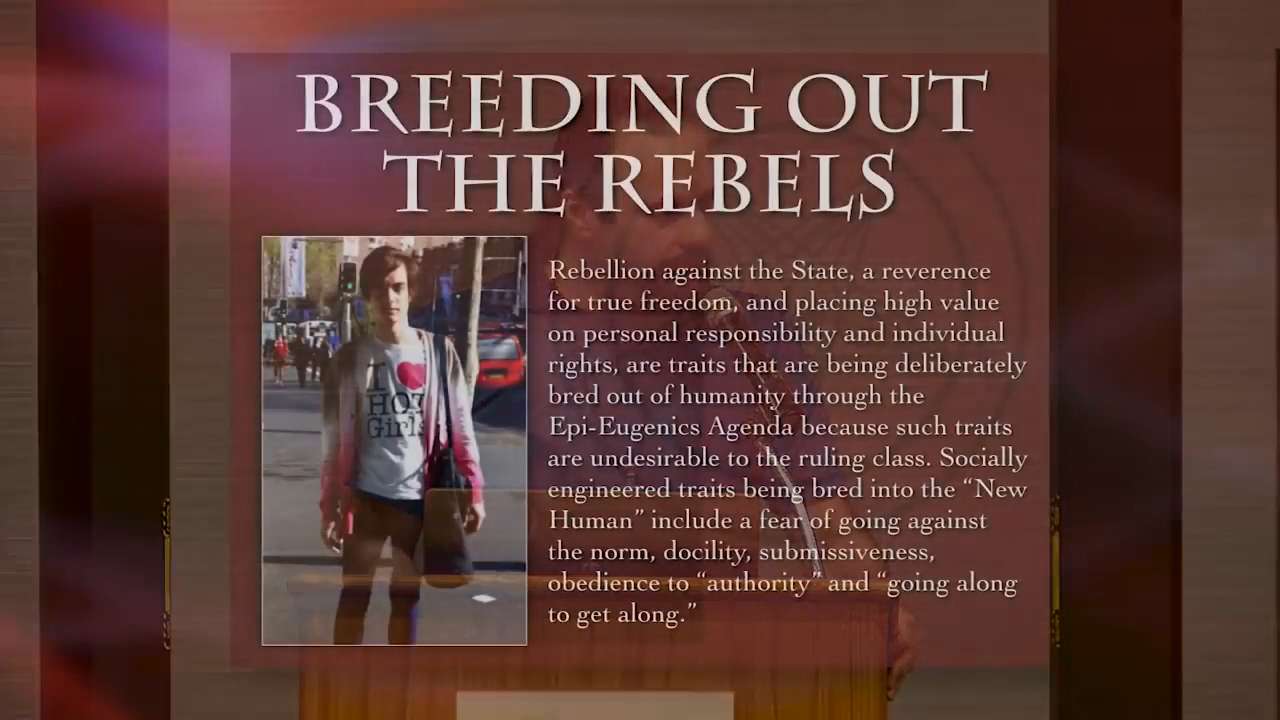 BREEDING OUT
THE REBELS
Rebellion against the State, a reverence
for true freedom, and placing high value
on personal responsibility and individual
rights, are traits that are being deliberately
bred out of humanity through the
Epi-Eugenics Agenda because such traits
are undesirable to the ruling class. Socially
engineered traits being bred into the “New
Human” include a fear of going against
the norm, docility, submissiveness,
obedience to “authority” and “going along
to get along.”
I
HOT
Girls